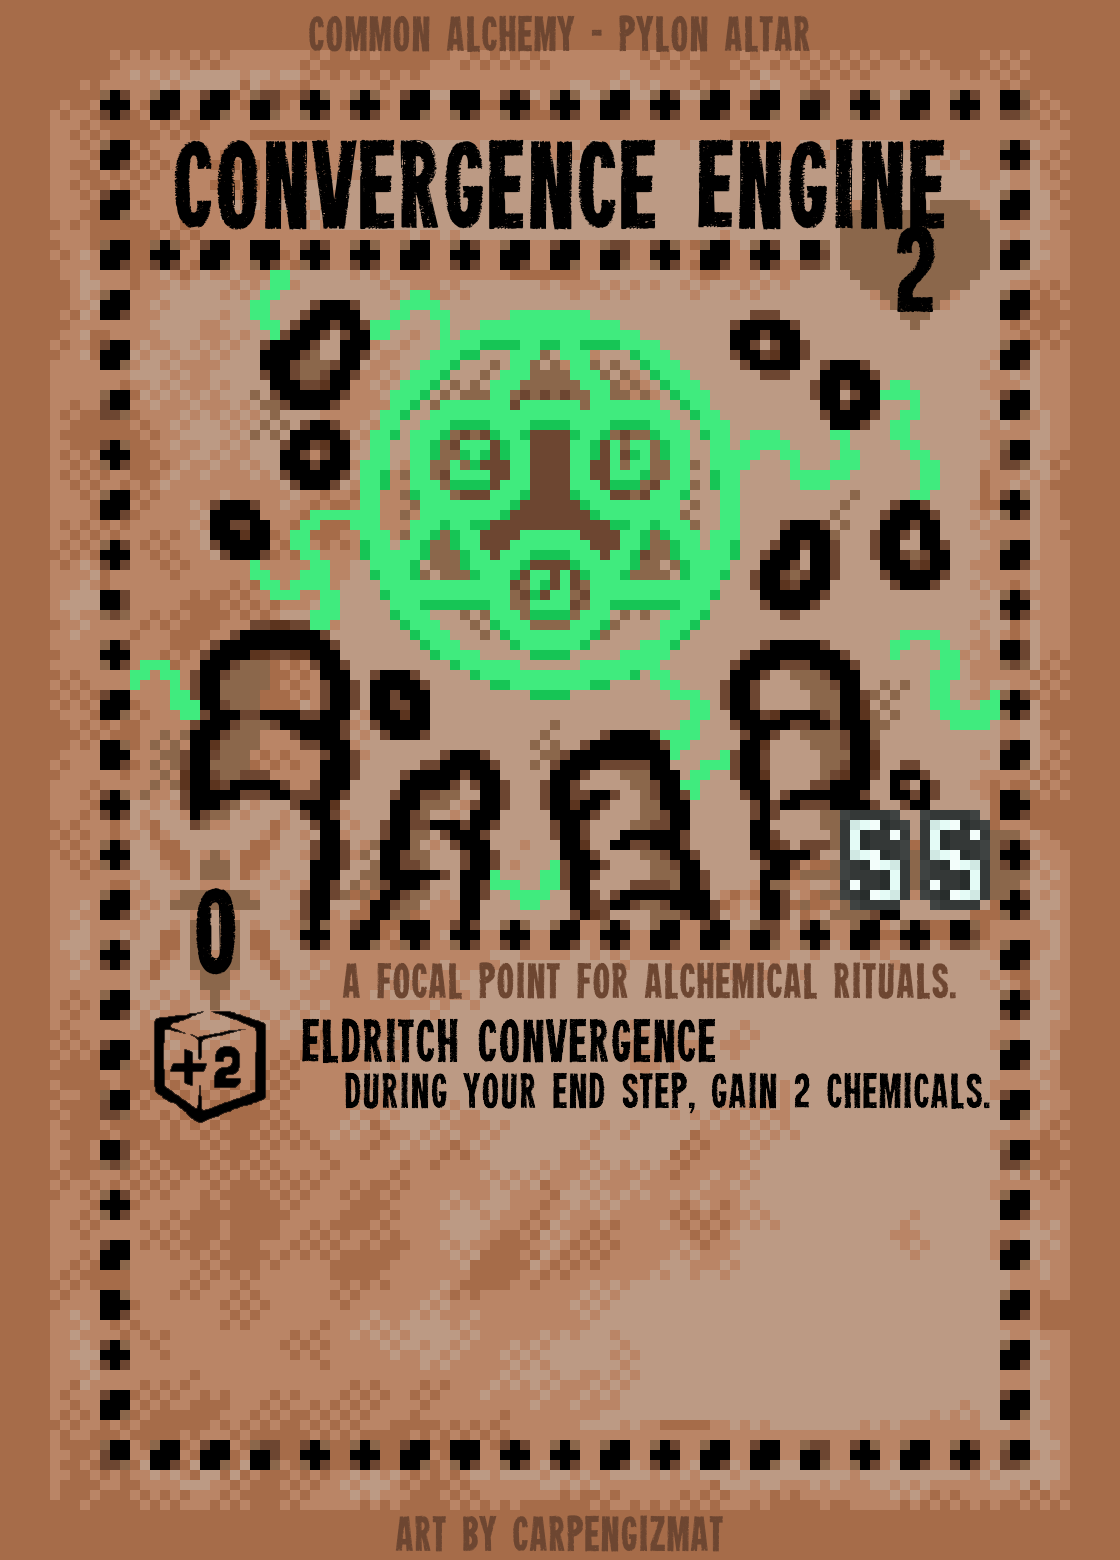 COMMON ALCHEMY - PYLON ALTAR
CONVERGENCE ENGINE
2
SS
0
A FOCAL POINT FOR ALCHEMICAL RITUALS.
+2
ELDRITCH CONVERGENCE
DURING YOUR END STEP, GAIN 2 CHEMICALS.
ART BY CARPENGIZMAT